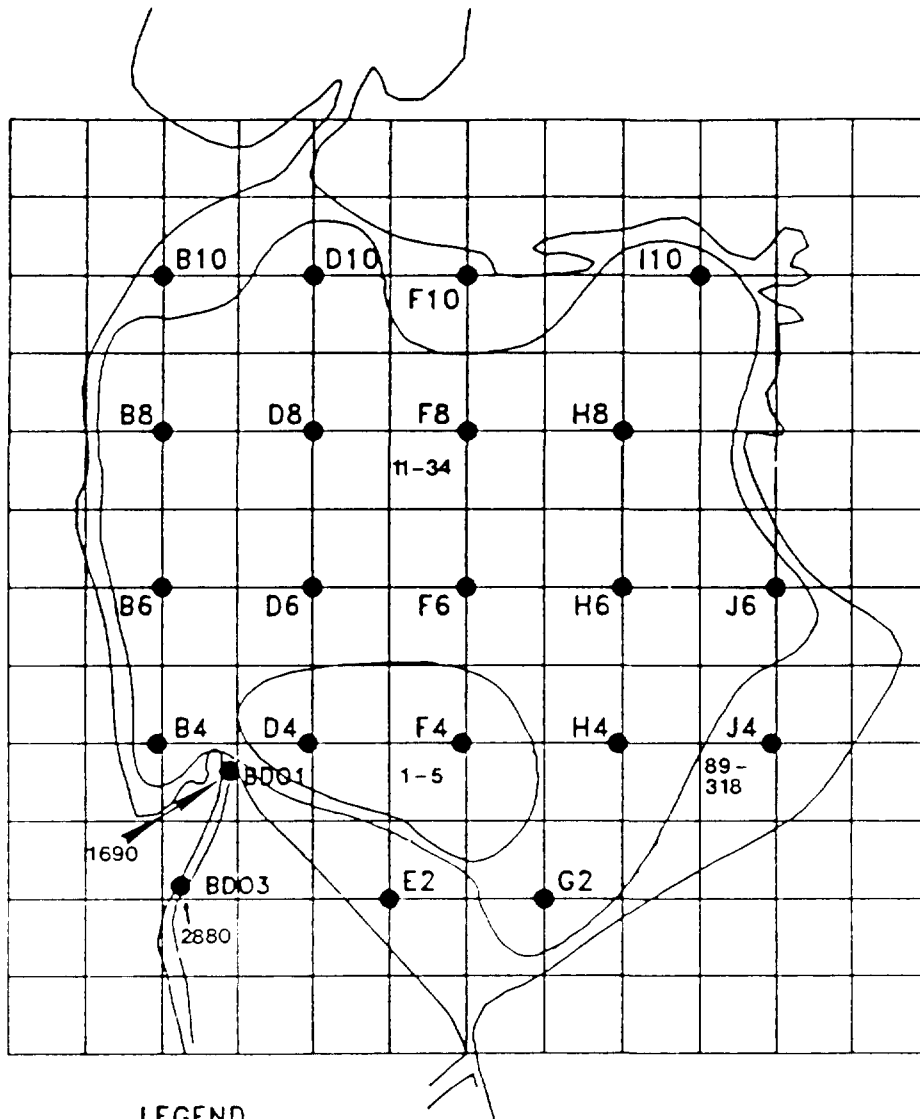 B10 D10 I10
F10
B8 D8 F8 H8
11-34
B6 D6 F6 H6 J6
B4 D4 F4 H4 J4
BD01 1-5 89-
318
1690
BD03 E2 G2
2880
LEGEND